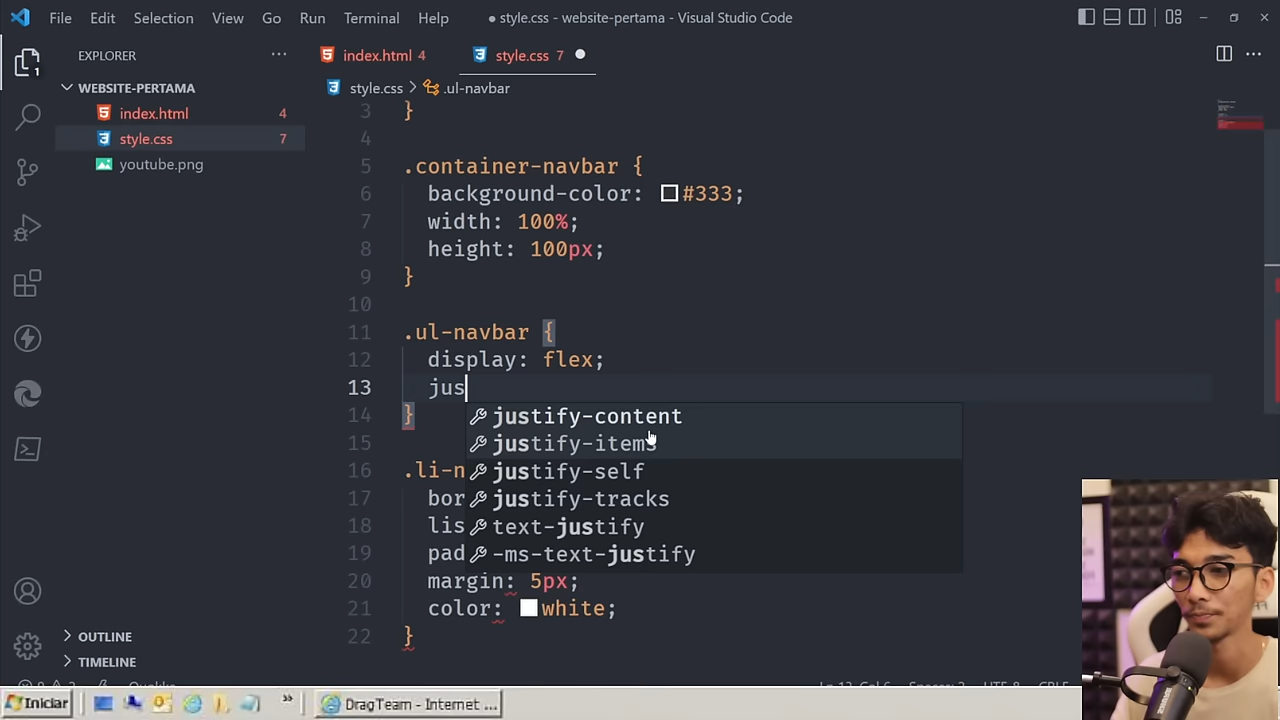 File Edit Selection View Go Run Terminal Help
style.css - website-pertama - Visual Studio Code
EXPLORER
index.html 4
style.css 7
WEBSITE-PERTAMA
style.css > .ul-navbar
index.html 4
style.css 7
youtube.png
1
3 }
4
5 .container-navbar {
6 background-color: #333;
7 width: 100%;
8 height: 100px;
9 }
10
11 .ul-navbar {
12 display: flex;
13 jus
14 }
justify-content
justify-items
justify-self
justify-tracks
text-justify
-ms-text-justify
15
16 .li-n
17 bor
18 lis
19 pad
20 margin: 5px;
21 color: white;
22 }
OUTLINE
TIMELINE
Iniciar
DragTeam - Internet ...